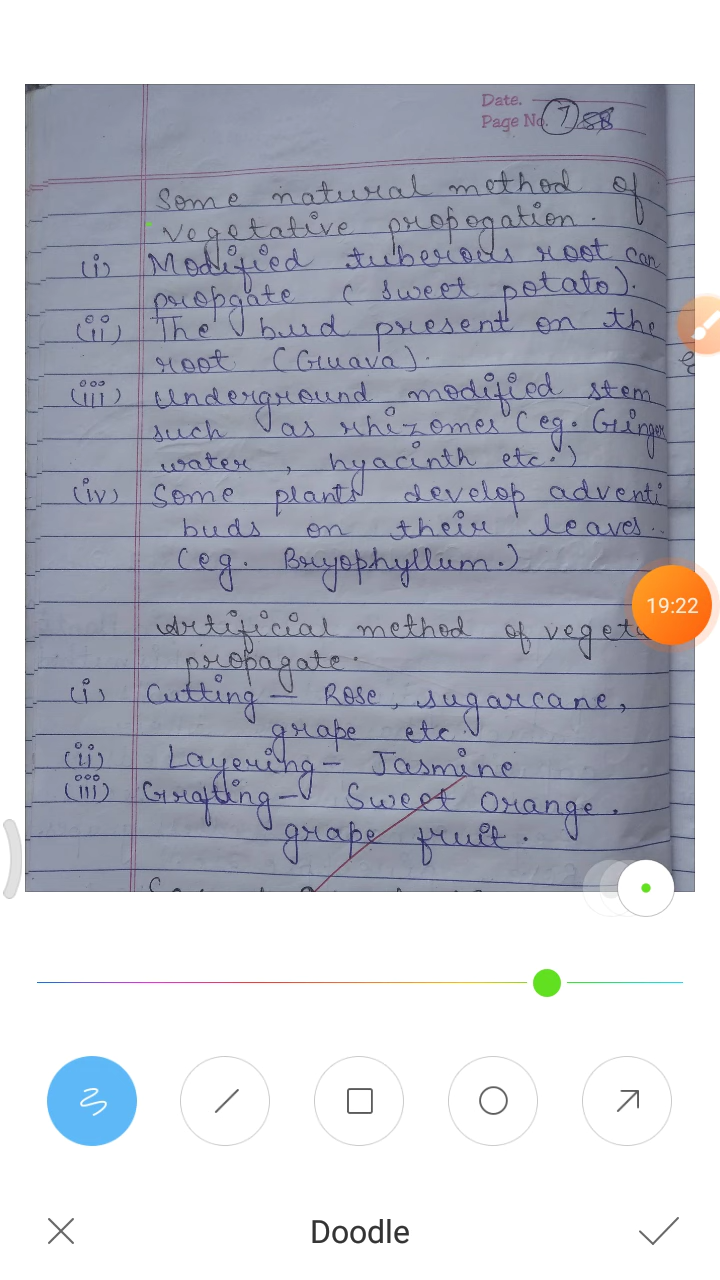 Date.
Page No. 7 58
Some natural method of
vegetative propogation.
(i) Modified tuberous root can
propgate ( sweet potato).
(ii) The bud present on the
root (Guava).
(iii) Underground modified stem
such as rhizomes (eg. Ginger
water , hyacinth etc.)
(iv) Some plants develop adventi
buds on their leaves.
(eg. Bryophyllum.)
19:22
Artificial method of veget
propagate.
(i) Cutting – Rose, sugarcane,
grape etc.
(ii) Layering – Jasmine
(iii) Grafting – Sweet Orange.
grape fruit.
Doodle